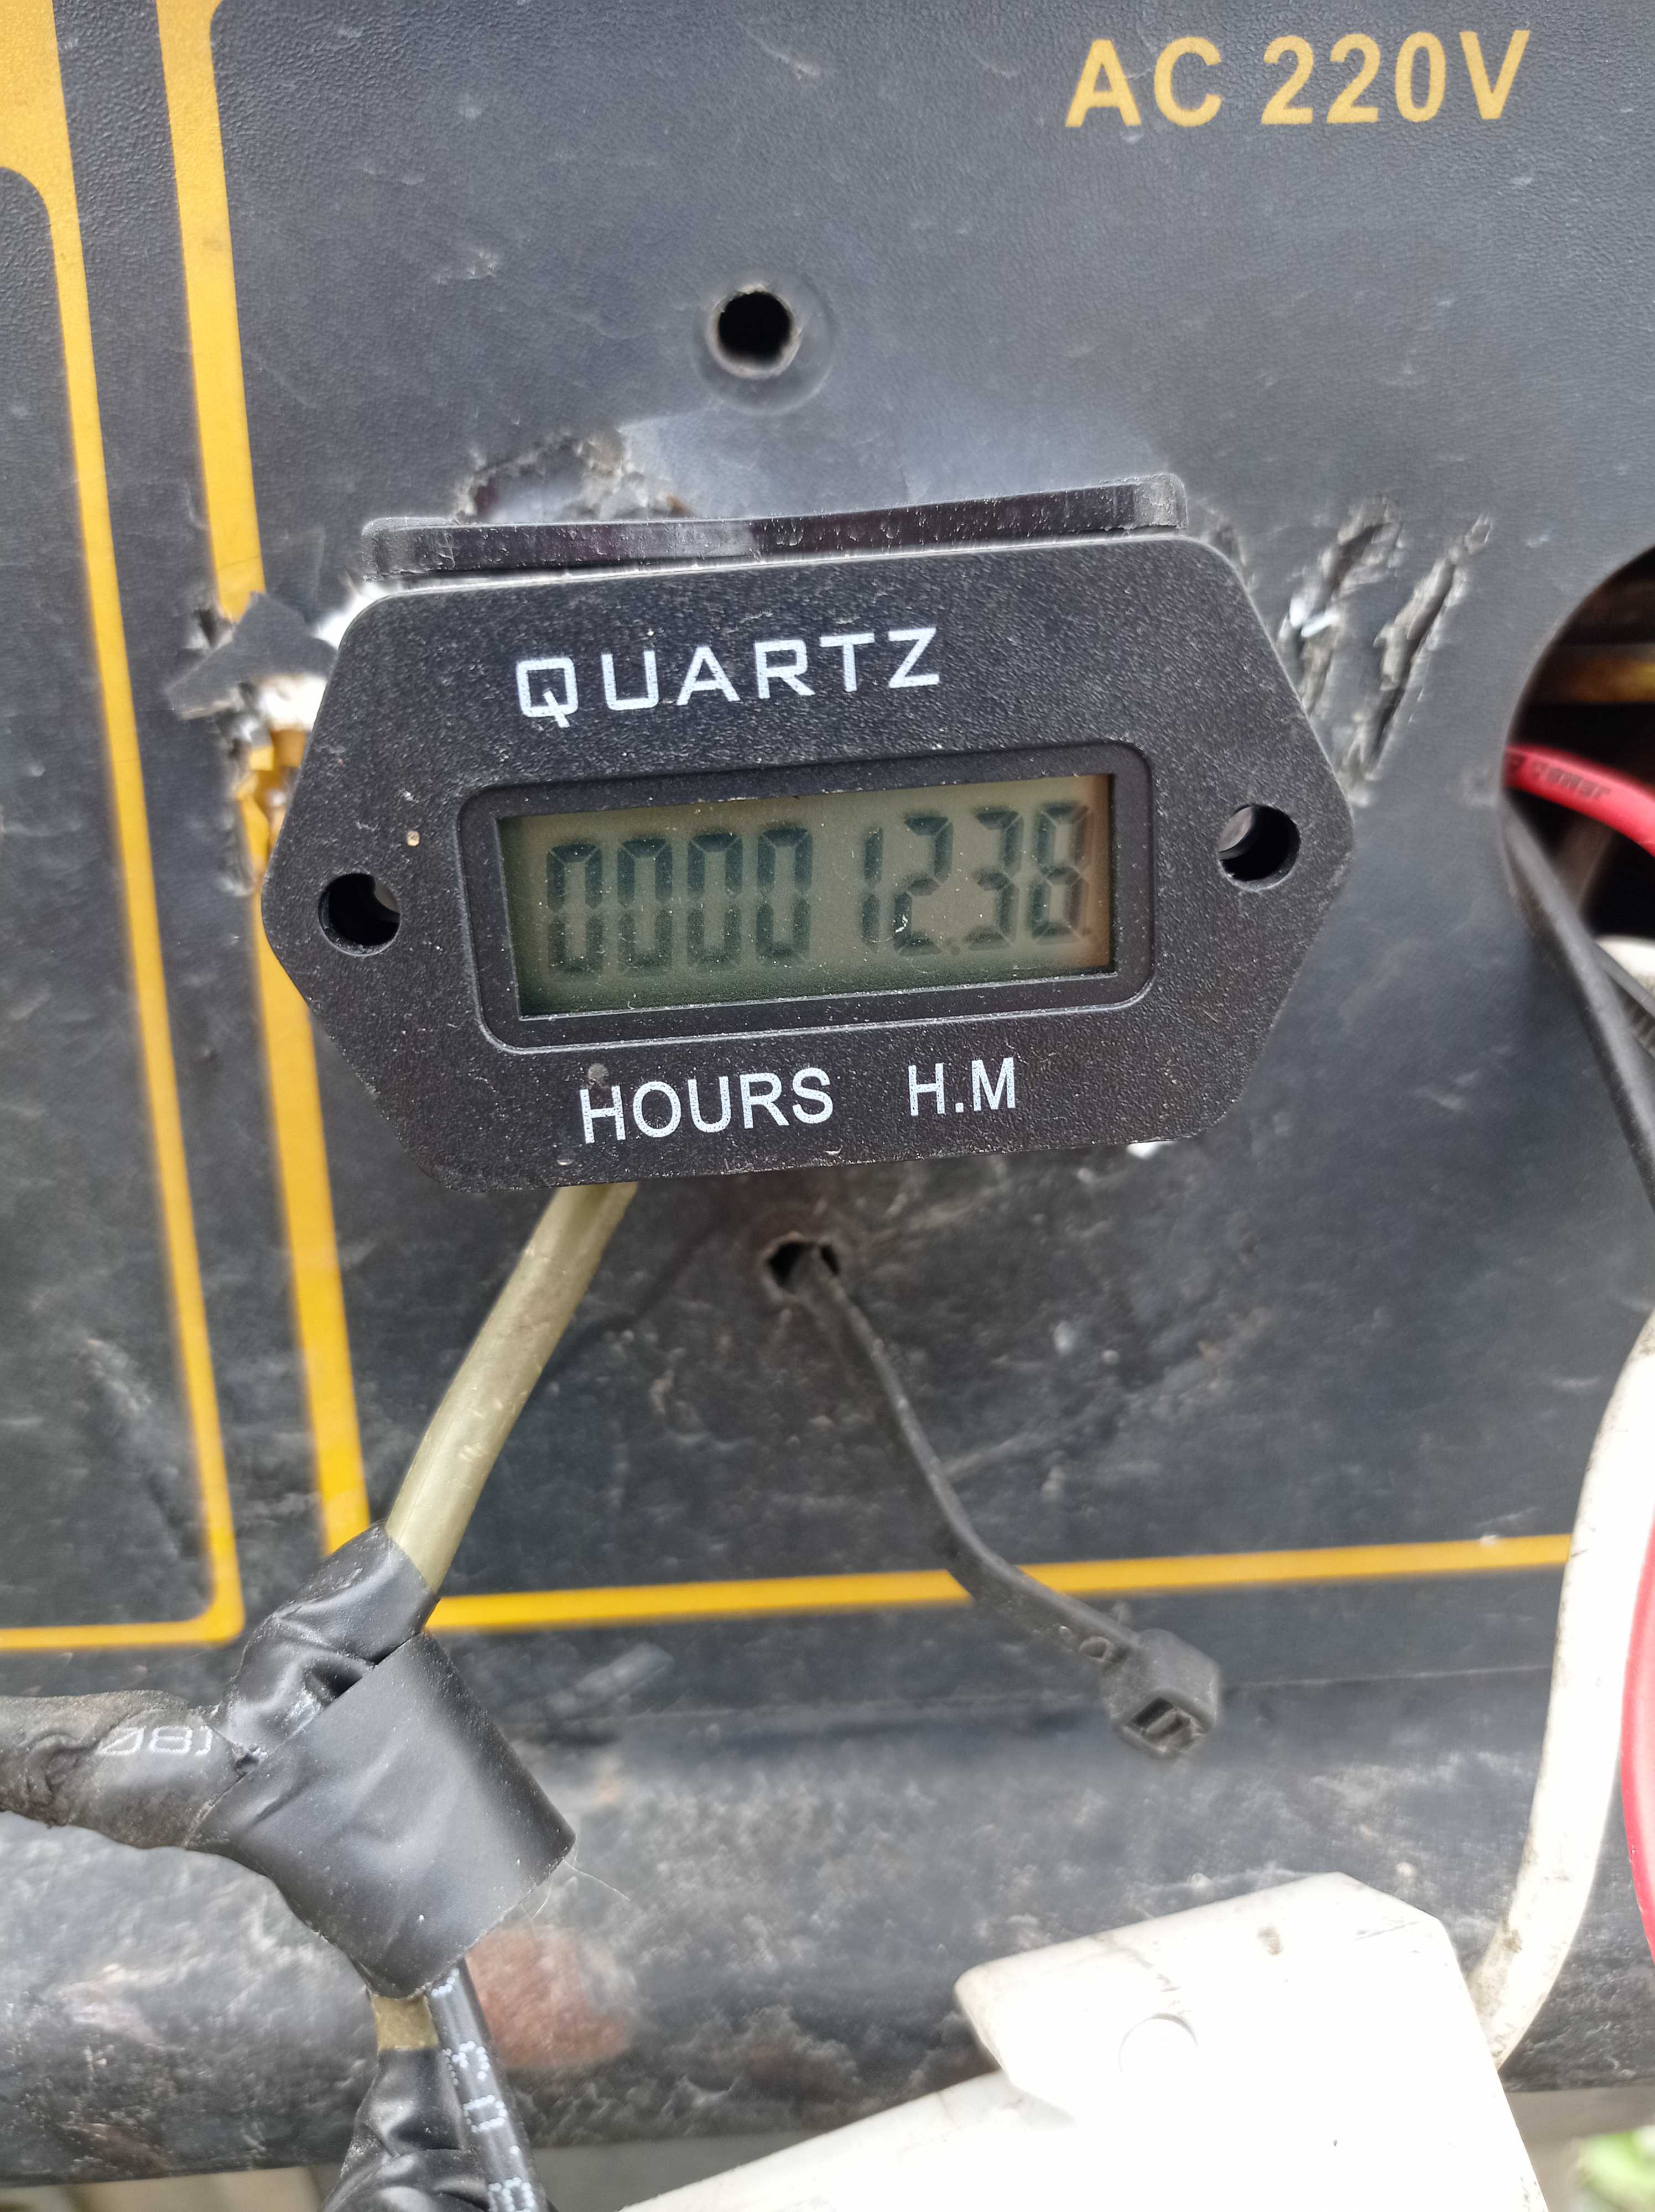 AC 220V
QUARTZ
000012.38
HOURS H.M